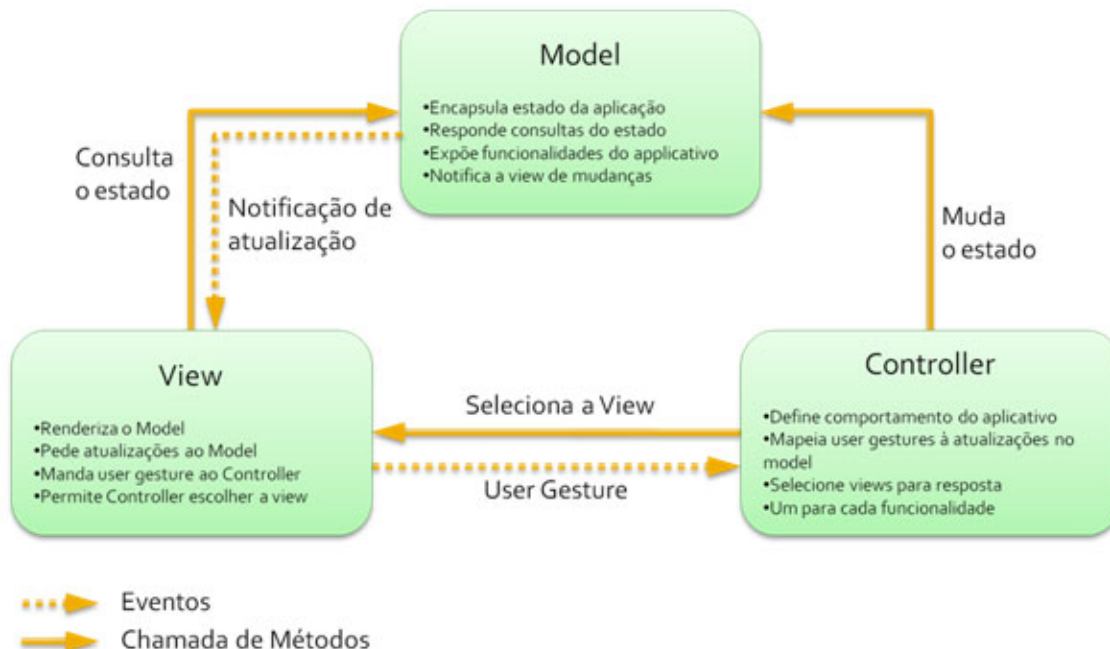 Model
•Encapsula estado da aplicação
•Responde consultas do estado
•Expõe funcionalidades do applicativo
•Notifica a view de mudanças
Consulta
o estado
Notificação de
atualização
Muda
o estado
View
•Renderiza o Model
•Pede atualizações ao Model
•Manda user gesture ao Controller
•Permite Controller escolher a view
Seleciona a View
User Gesture
Controller
•Define comportamento do aplicativo
•Mapeia user gestures à atualizações no
model
•Selecione views para resposta
•Um para cada funcionalidade
Eventos
Chamada de Métodos